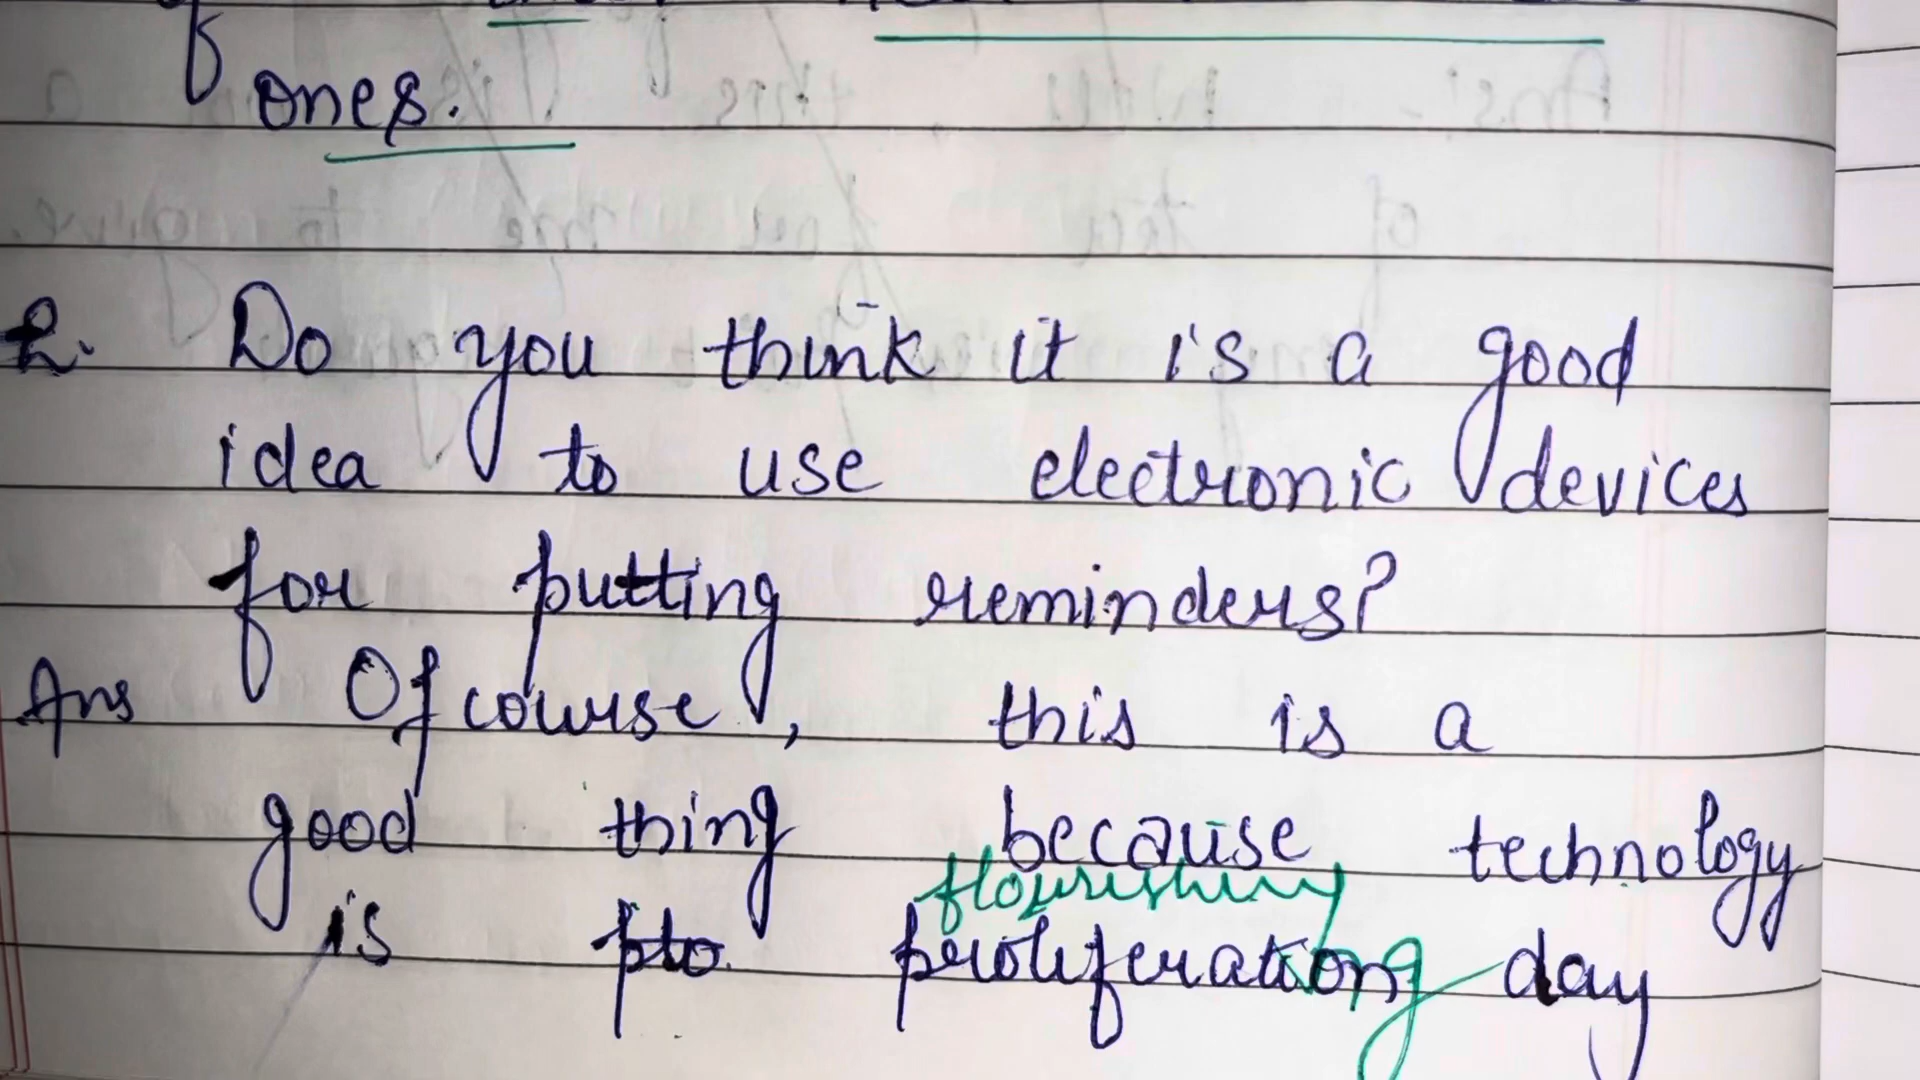 ones.
2. Do you think it is a good
idea to use electronic devices
for putting reminders?
Ans Of course, this is a
good thing because technology
flourishing
is pto proliferationg day